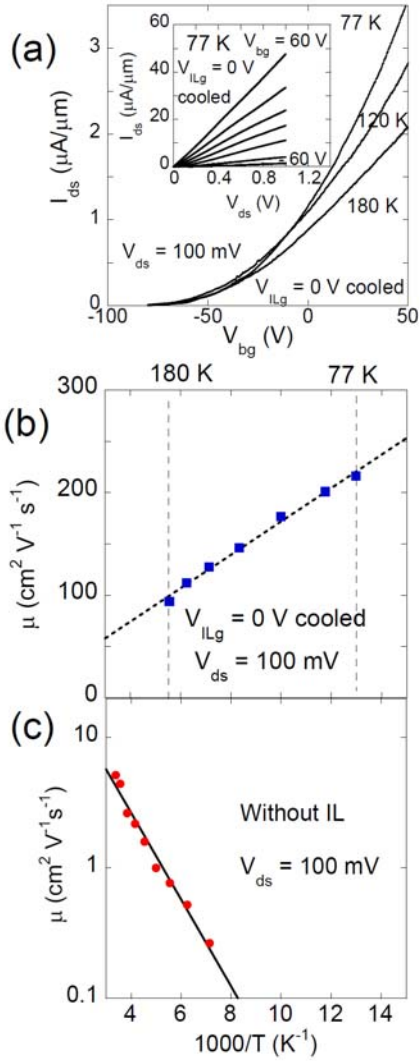 (a)
I_ds (μA/μm)
3
2
1
0
60
50
40
20
0
I_ds (μA/μm)
77 K
V_bg = 60 V
V_ILg = 0 V
cooled
60 V
0 0.4 0.8 1.2
V_ds (V)
77 K
120 K
180 K
V_ds = 100 mV
V_ILg = 0 V cooled
-100 -50 0 50
V_bg (V)
(b)
180 K 77 K
μ (cm² V⁻¹ s⁻¹)
300
200
100
0
V_ILg = 0 V cooled
V_ds = 100 mV
(c)
μ (cm² V⁻¹s⁻¹)
10
1
0.1
Without IL
V_ds = 100 mV
4 6 8 10 12 14
1000/T (K⁻¹)